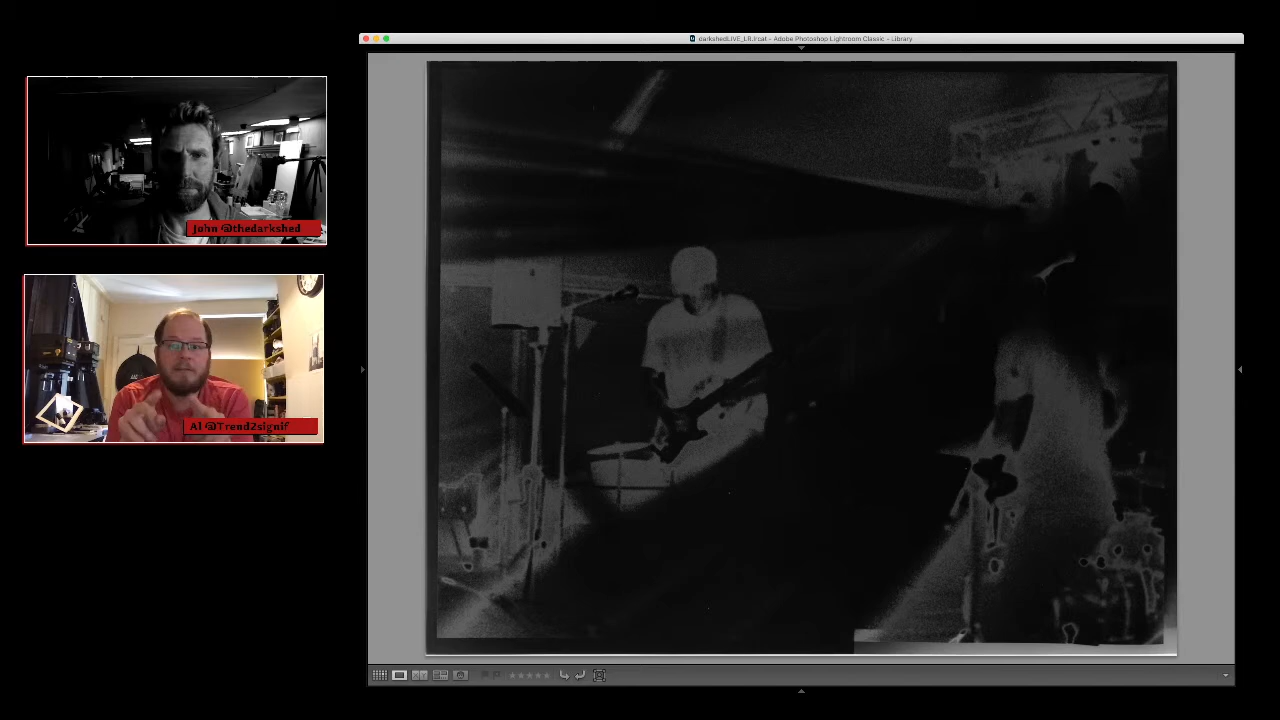 darkshedLIVE_LR.lrcat - Adobe Photoshop Lightroom Classic - Library
John @thedarkshed
Al @Trend2signif